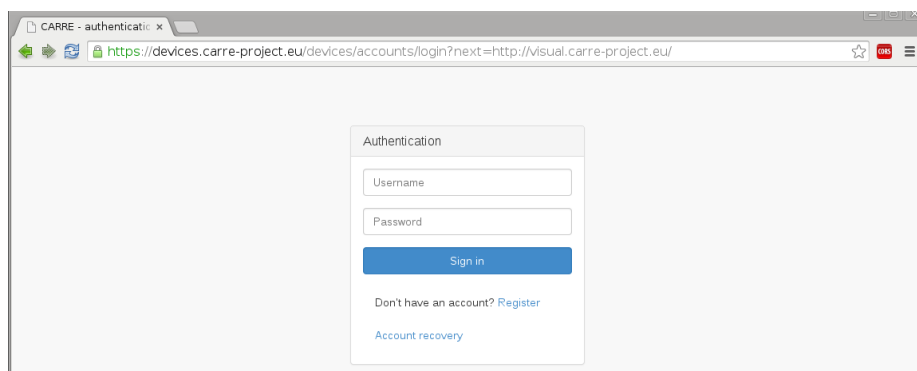 CARRE - authenticatic
https://devices.carre-project.eu/devices/accounts/login?next=http://visual.carre-project.eu/
CORS
Authentication
Username
Password
Sign in
Don't have an account? Register
Account recovery